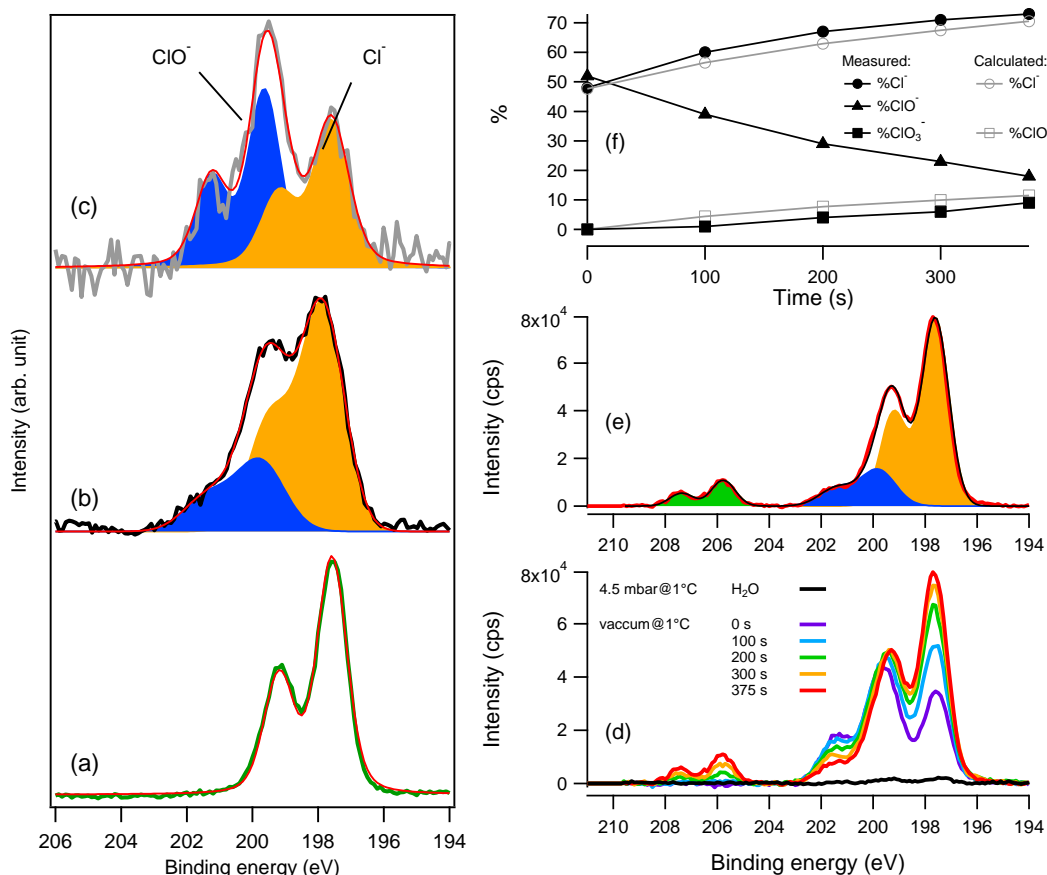 ClO⁻
Cl⁻
(c)
(b)
(a)
Intensity (arb. unit)
206 204 202 200 198 196 194
Binding energy (eV)
70
60
50
40
30
20
10
0
%
Measured: Calculated:
%Cl⁻ %Cl⁻
%ClO⁻
%ClO₃⁻ %ClO
(f)
0 100 200 300
Time (s)
8x10⁴
6
4
2
0
Intensity (cps)
(e)
210 208 206 204 202 200 198 196 194
8x10⁴
6
4
2
0
Intensity (cps)
4.5 mbar@1°C H₂O
vaccum@1°C 0 s
100 s
200 s
300 s
375 s
(d)
210 208 206 204 202 200 198 196 194
Binding energy (eV)